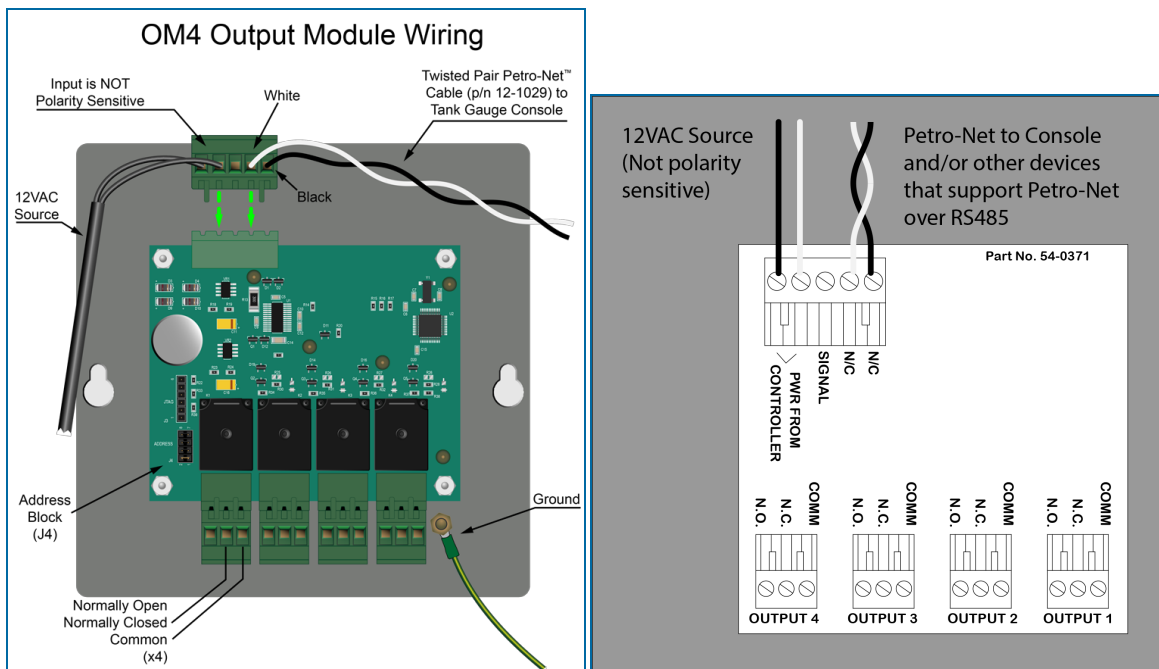 OM4 Output Module Wiring
Input is NOT
Polarity Sensitive
White
Twisted Pair Petro-Net™
Cable (p/n 12-1029) to
Tank Gauge Console
Black
12VAC
Source
JTAG
ADDRESS
Address
Block
(J4)
Ground
Normally Open
Normally Closed
Common
(x4)
12VAC Source
(Not polarity
sensitive)
Petro-Net to Console
and/or other devices
that support Petro-Net
over RS485
Part No. 54-0371
PWR FROM
CONTROLLER
SIGNAL
N/C
N/C
N.O.
N.C.
COMM
N.O.
N.C.
COMM
N.O.
N.C.
COMM
N.O.
N.C.
COMM
OUTPUT 4
OUTPUT 3
OUTPUT 2
OUTPUT 1